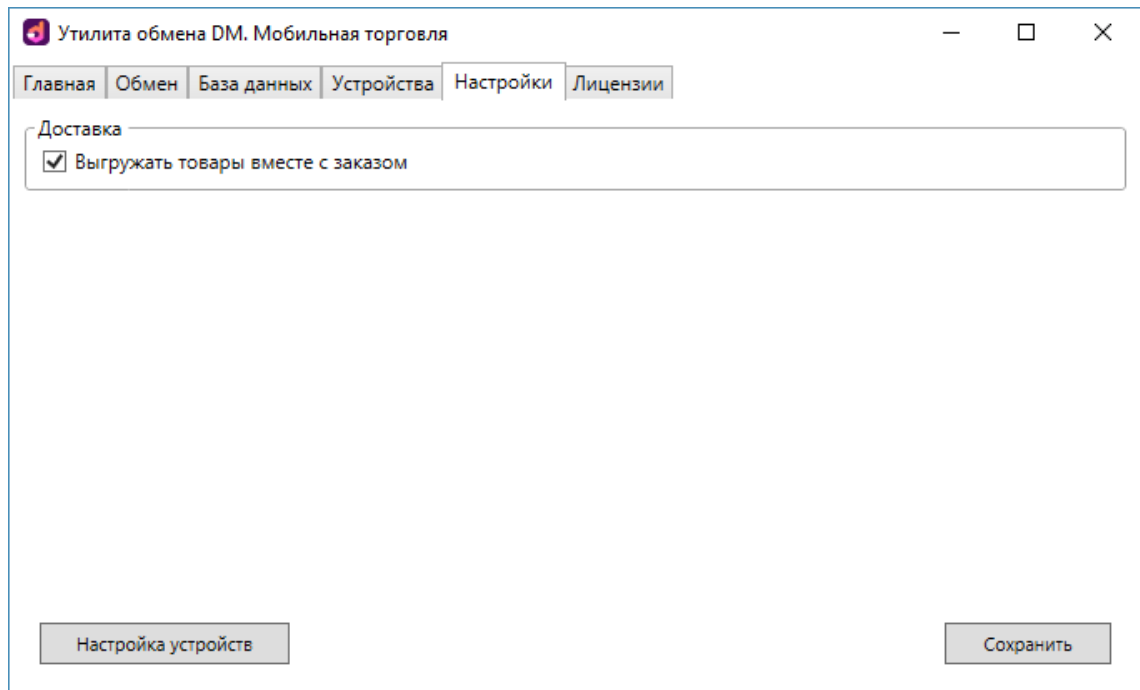 Утилита обмена DM. Мобильная торговля
Главная Обмен База данных Устройства Настройки Лицензии
Доставка
Выгружать товары вместе с заказом
Настройка устройств Сохранить